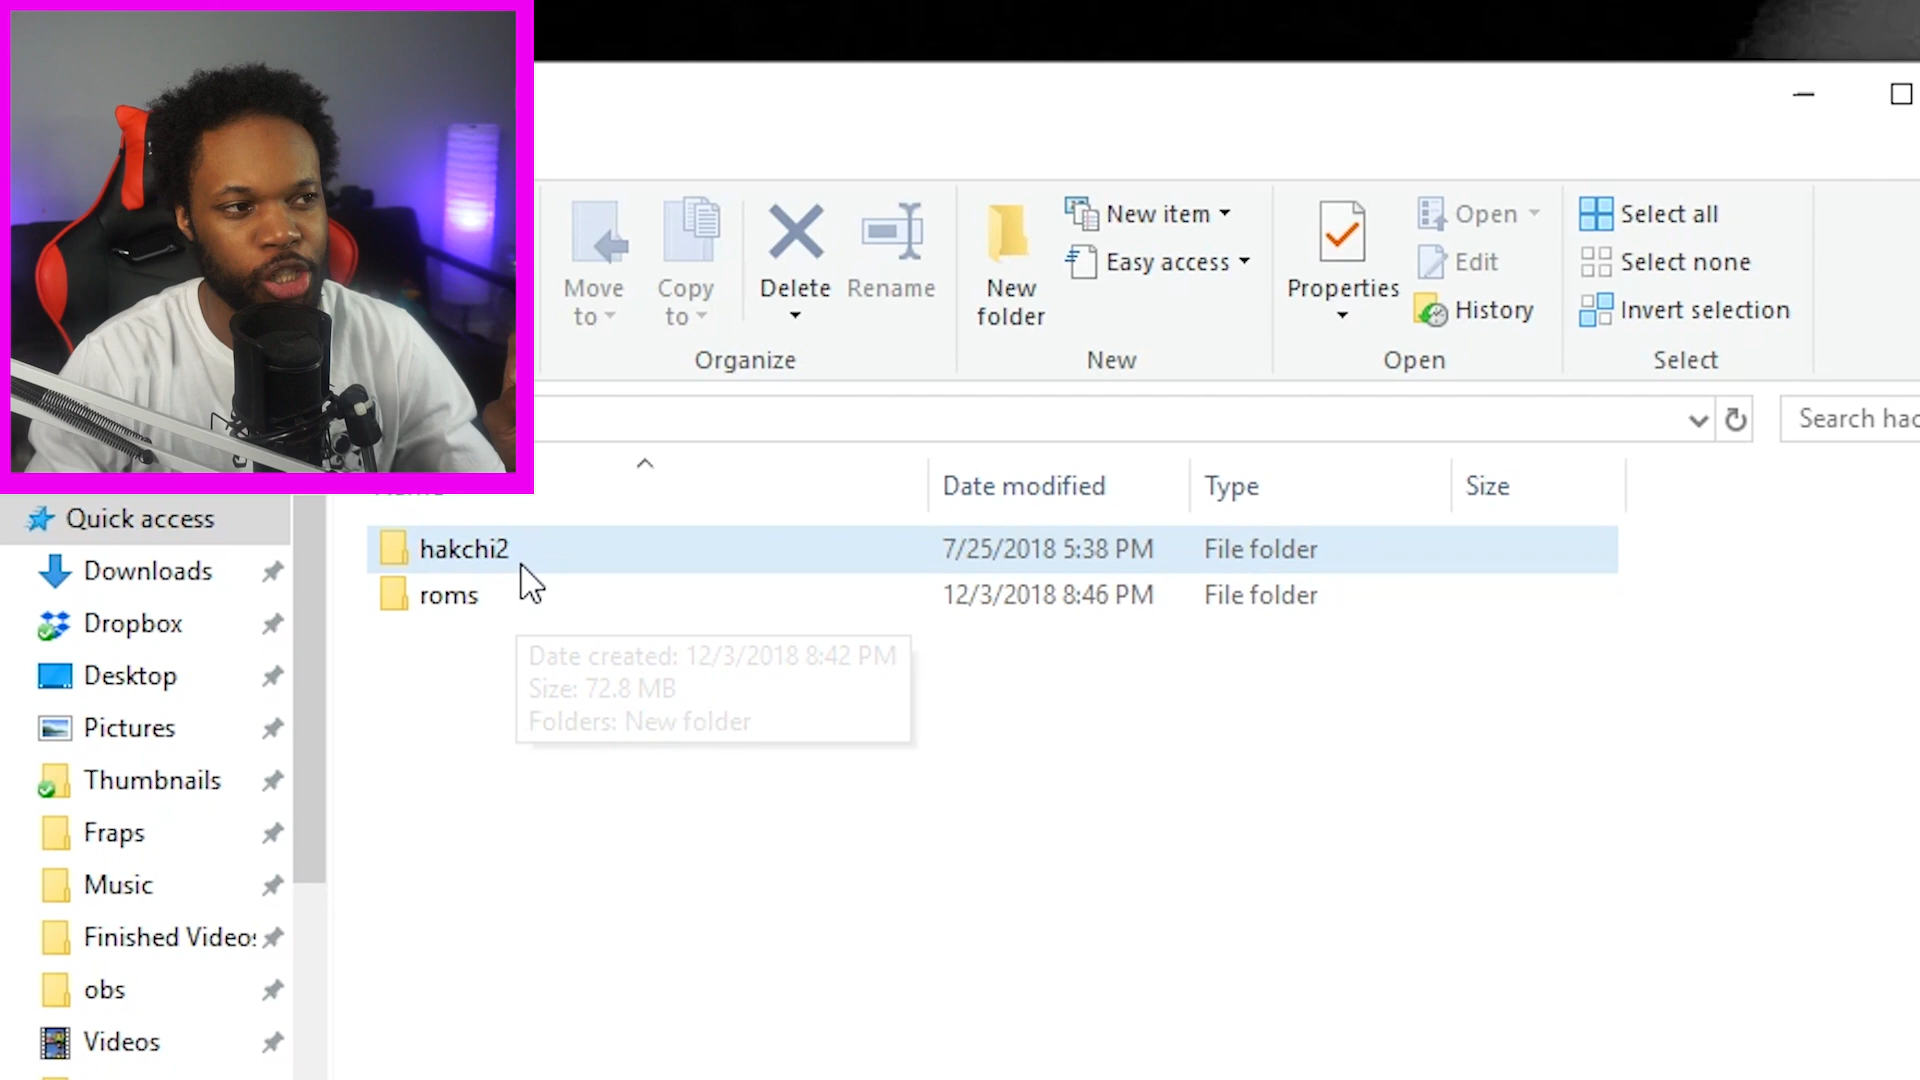 Move to
Copy to
Delete
Rename
Organize
New folder
New item
Easy access
New
Properties
Open
Edit
History
Open
Select all
Select none
Invert selection
Select
Search hac
Date modified
Type
Size
Quick access
Downloads
Dropbox
Desktop
Pictures
Thumbnails
Fraps
Music
Finished Videos
obs
Videos
hakchi2 7/25/2018 5:38 PM File folder
roms 12/3/2018 8:46 PM File folder
Date created: 12/3/2018 8:42 PM
Size: 72.8 MB
Folders: New folder